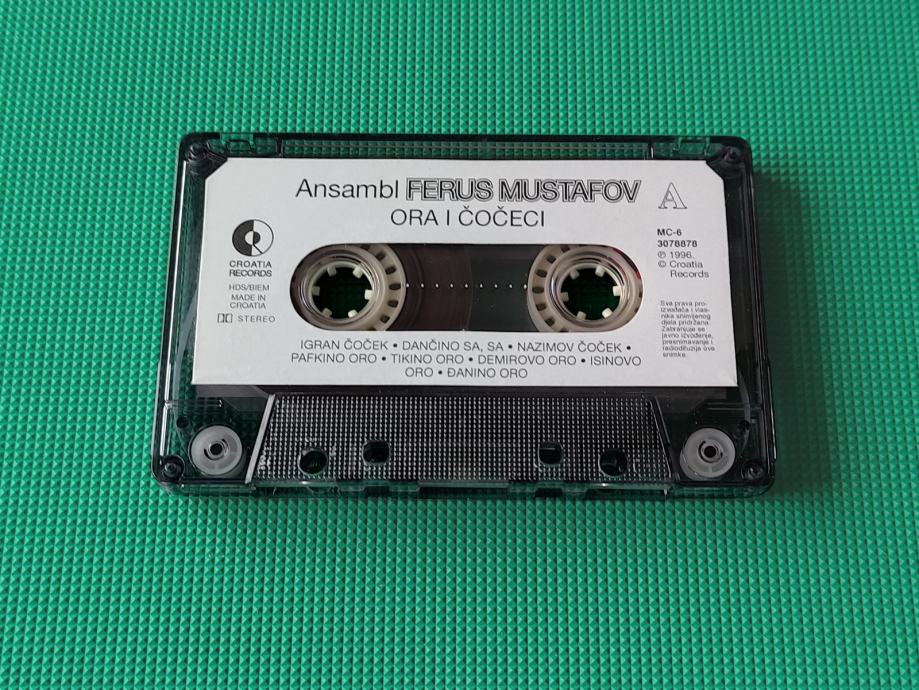 Ansambl FERUS MUSTAFOV
ORA I ČOČECI
A
CROATIA
RECORDS
HDS/BIEM
MADE IN
CROATIA
STEREO
MC-6
3078878
℗ 1996.
© Croatia
Records
Sva prava pro-
izvođača i vlas-
nika snimljenog
djela pridržana.
Zabranjuje se
javno izvođenje,
presnimavanje i
radiodifuzija ove
snimke.
IGRAN ČOČEK • DANČINO SA, SA • NAZIMOV ČOČEK •
PAFKINO ORO • TIKINO ORO • DEMIROVO ORO • ISINOVO
ORO • ĐANINO ORO